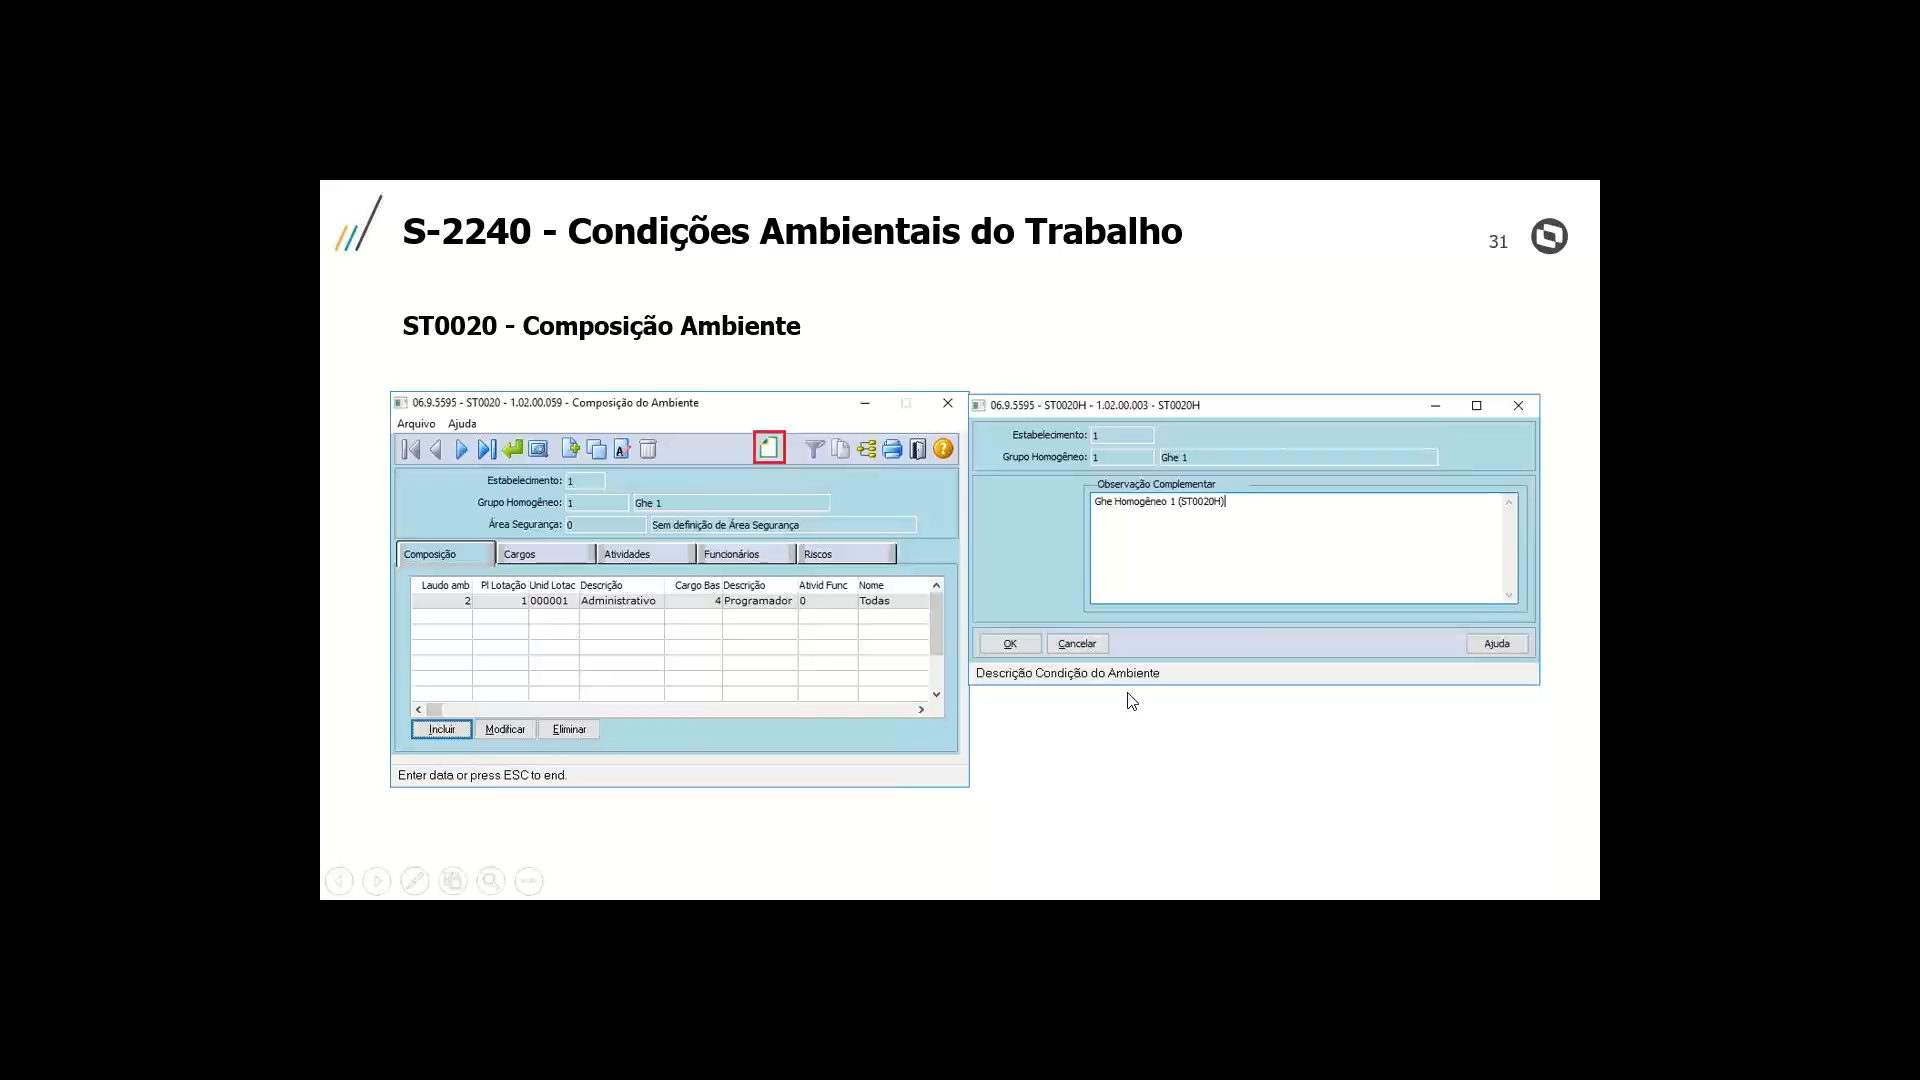 S-2240 - Condições Ambientais do Trabalho
31
ST0020 - Composição Ambiente
06.9.5595 - ST0020 - 1.02.00.059 - Composição do Ambiente
Arquivo Ajuda
Estabelecimento: 1
Grupo Homogêneo: 1 Ghe 1
Área Segurança: 0 Sem definição de Área Segurança
Composição Cargos Atividades Funcionários Riscos
Laudo amb Pl Lotação Unid Lotac Descrição Cargo Bas Descrição Ativid Func Nome
2 1 000001 Administrativo 4 Programador 0 Todas
Incluir Modificar Eliminar
Enter data or press ESC to end.
06.9.5595 - ST0020H - 1.02.00.003 - ST0020H
Estabelecimento: 1
Grupo Homogêneo: 1 Ghe 1
Observação Complementar
Ghe Homogêneo 1 (ST0020H)
OK Cancelar Ajuda
Descrição Condição do Ambiente